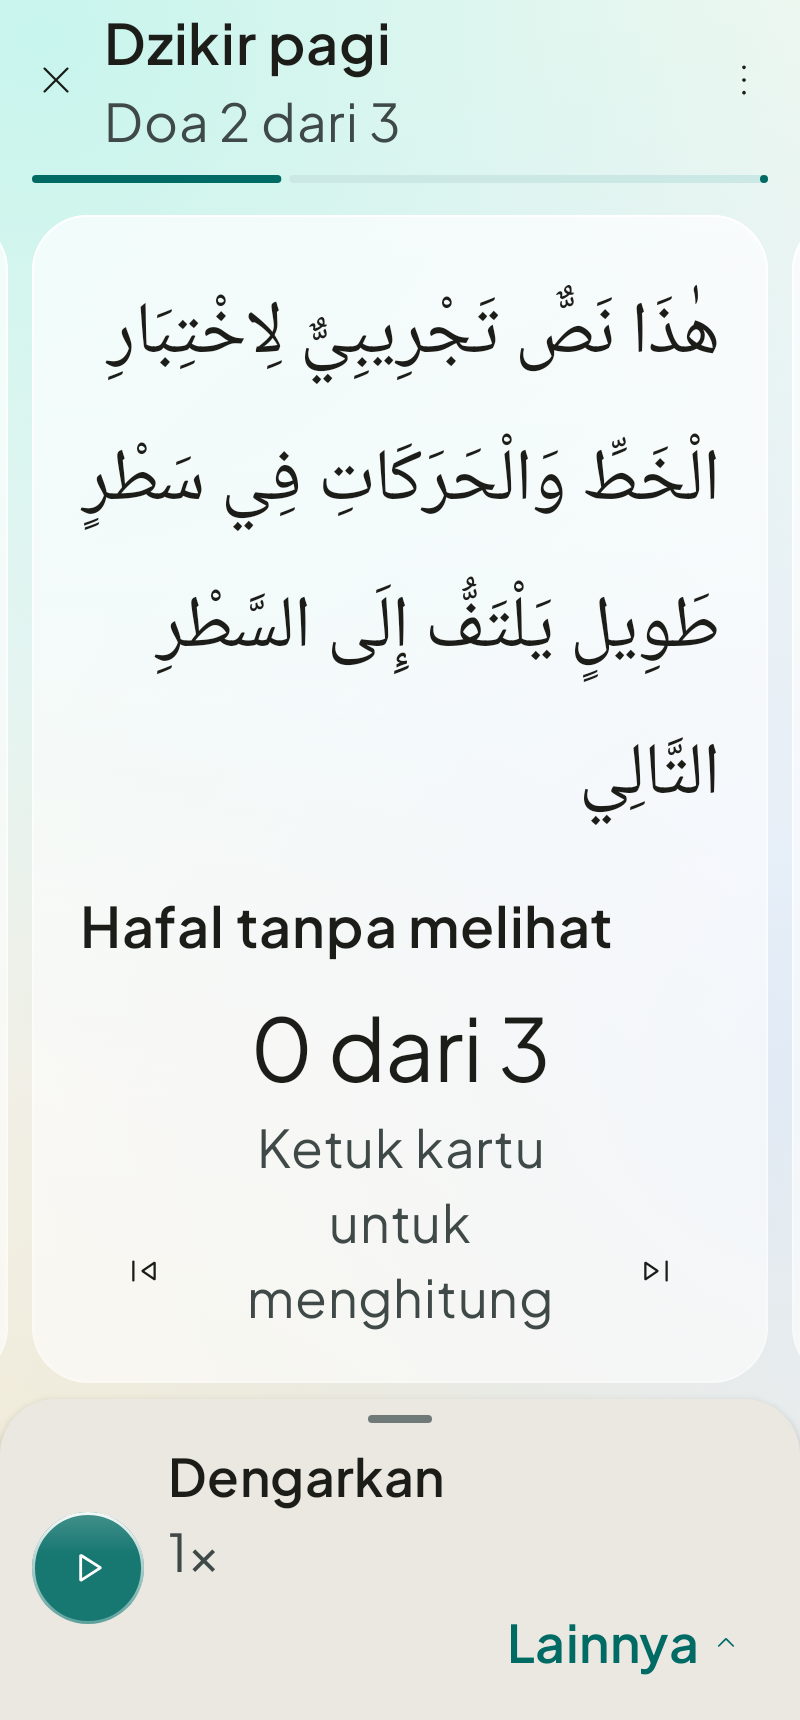 Dzikir pagi
Doa 2 dari 3
هٰذَا نَصٌّ تَجْرِيبِيٌّ لِاخْتِبَارِ
الْخَطِّ وَالْحَرَكَاتِ فِي سَطْرٍ
طَوِيلٍ يَلْتَفُّ إِلَى السَّطْرِ
التَّالِي
Hafal tanpa melihat
0 dari 3
Ketuk kartu
untuk
menghitung
Dengarkan
1×
Lainnya